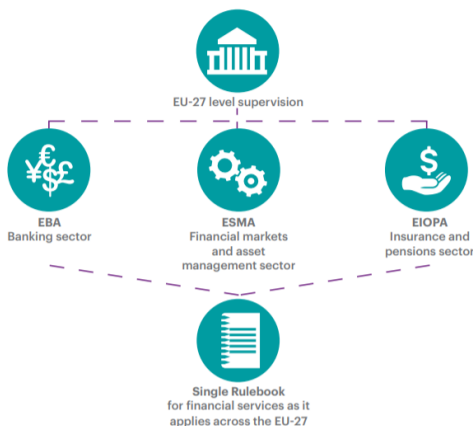 EU-27 level supervision
EBA
Banking sector
ESMA
Financial markets
and asset
management sector
EIOPA
Insurance and
pensions sector
Single Rulebook
for financial services as it
applies across the EU-27